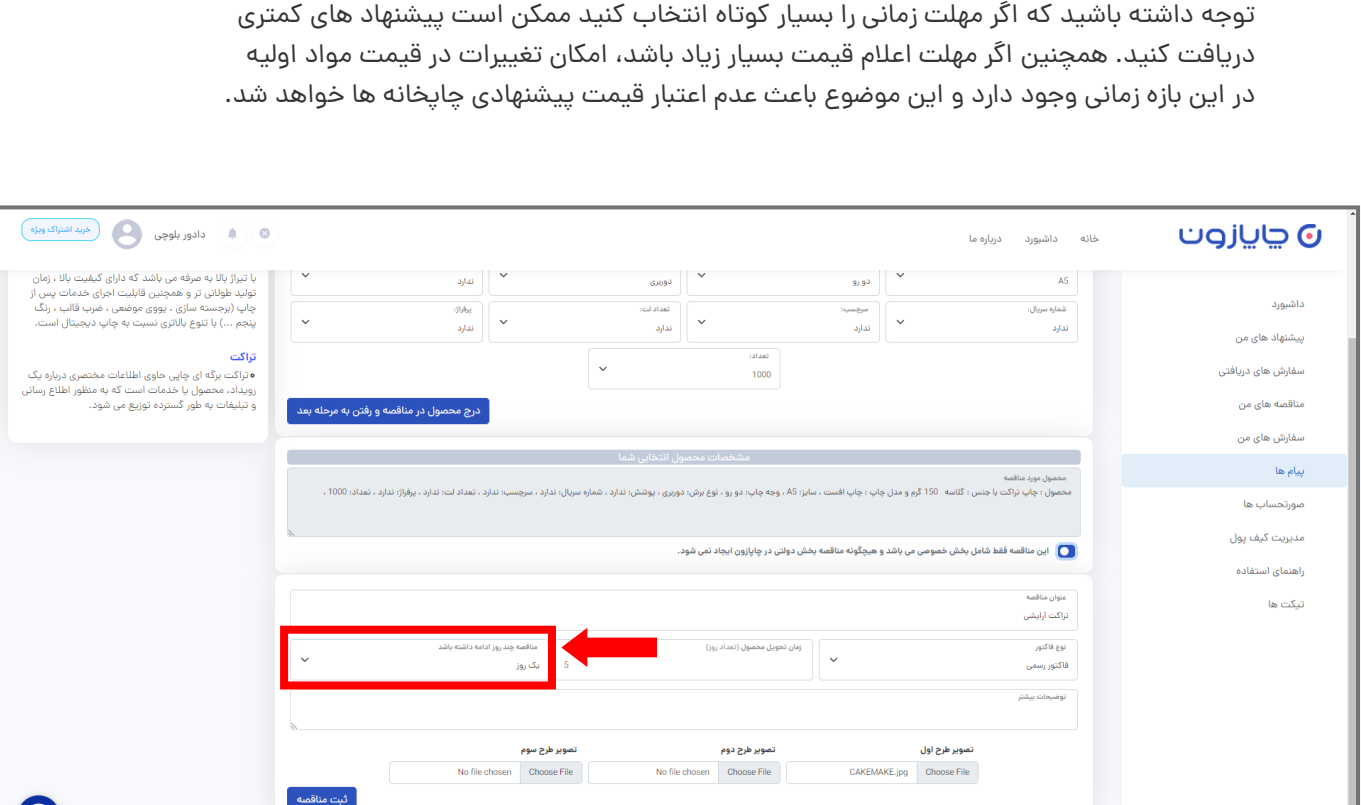 توجه داشته باشید که اگر مهلت زمانی را بسیار کوتاه انتخاب کنید ممکن است پیشنهاد های کمتری
دریافت کنید. همچنین اگر مهلت اعلام قیمت بسیار زیاد باشد، امکان تغییرات در قیمت مواد اولیه
در این بازه زمانی وجود دارد و این موضوع باعث عدم اعتبار قیمت پیشنهادی چاپخانه ها خواهد شد.
چاپازون
خانه داشبورد درباره ما
دادور بلوچی
خرید اشتراک ویژه
داشبورد
پیشنهاد های من
سفارش های دریافتی
مناقصه های من
سفارش های من
پیام ها
صورتحساب ها
مدیریت کیف پول
راهنمای استفاده
تیکت ها
A5
دو رو
دوربری
ندارد
شماره سریال:
ندارد
سرچسب:
ندارد
تعداد لت:
ندارد
پرفراژ:
ندارد
تعداد:
1000
درج محصول در مناقصه و رفتن به مرحله بعد
با تیراژ بالا به صرفه می باشد که دارای کیفیت بالا ، زمان
تولید طولانی تر و همچنین قابلیت اجرای خدمات پس از
چاپ (برجسته سازی ، یووی موضعی ، ضرب قالب ، رنگ
پنجم ...) با تنوع بالاتری نسبت به چاپ دیجیتال است.
تراکت
•تراکت برگه ای چاپی حاوی اطلاعات مختصری درباره یک
رویداد، محصول یا خدمات است که به منظور اطلاع رسانی
و تبلیغات به طور گسترده توزیع می شود.
مشخصات محصول انتخابی شما
محصول مورد مناقصه
محصول : چاپ تراکت با جنس : گلاسه 150 گرم و مدل چاپ : چاپ افست ، سایز: A5 ، وجه چاپ: دو رو ، نوع برش: دوربری ، پوشش: ندارد ، شماره سریال: ندارد ، سرچسب: ندارد ، تعداد لت: ندارد ، پرفراژ: ندارد ، تعداد: 1000 ،
این مناقصه فقط شامل بخش خصوصی می باشد و هیچگونه مناقصه بخش دولتی در چاپازون ایجاد نمی شود.
عنوان مناقصه
تراکت آرایشی
نوع فاکتور
فاکتور رسمی
زمان تحویل محصول (تعداد روز)
5
مناقصه چند روز ادامه داشته باشد
یک روز
توضیحات بیشتر
تصویر طرح اول
تصویر طرح دوم
تصویر طرح سوم
Choose File CAKEMAKE.jpg
Choose File No file chosen
Choose File No file chosen
ثبت مناقصه